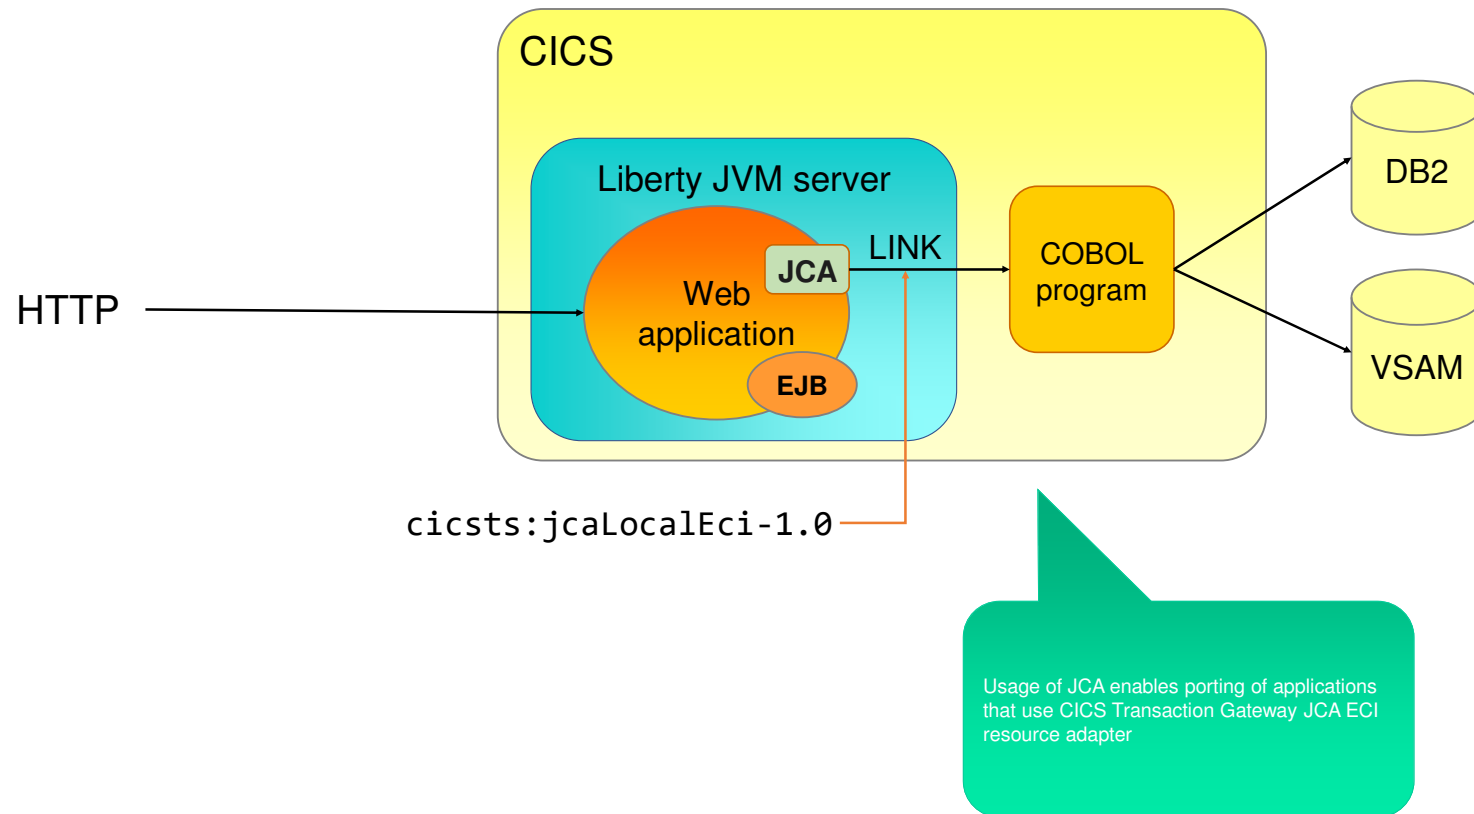 CICS
Liberty JVM server
DB2
LINK
JCA
COBOL
program
HTTP
Web
application
EJB
VSAM
cicsts:jcaLocalEci-1.0
Usage of JCA enables porting of applications
that use CICS Transaction Gateway JCA ECI
resource adapter